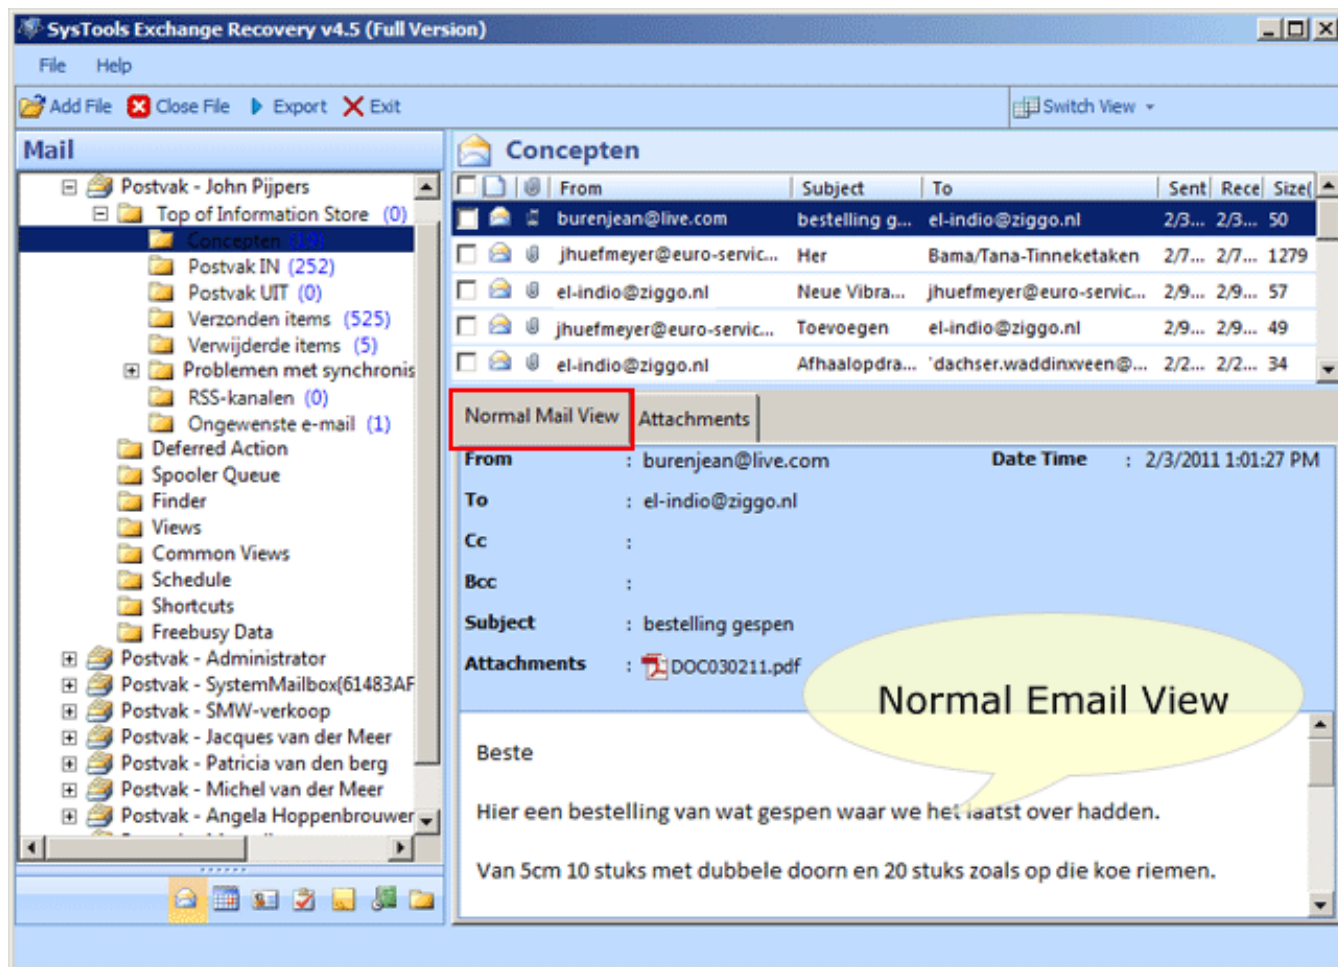 SysTools Exchange Recovery v4.5 (Full Version)
File Help
Add File Close File Export Exit Switch View
Mail
Postvak - John Pijpers
Top of Information Store (0)
Concepten (19)
Postvak IN (252)
Postvak UIT (0)
Verzonden items (525)
Verwijderde items (5)
Problemen met synchronis
RSS-kanalen (0)
Ongewenste e-mail (1)
Deferred Action
Spooler Queue
Finder
Views
Common Views
Schedule
Shortcuts
Freebusy Data
Postvak - Administrator
Postvak - SystemMailbox{61483AF
Postvak - SMW-verkoop
Postvak - Jacques van der Meer
Postvak - Patricia van den berg
Postvak - Michel van der Meer
Postvak - Angela Hoppenbrouwer
Concepten
From Subject To Sent Rece Size(
burenjean@live.com bestelling g... el-indio@ziggo.nl 2/3... 2/3... 50
jhuefmeyer@euro-servic... Her Bama/Tana-Tinneketaken 2/7... 2/7... 1279
el-indio@ziggo.nl Neue Vibra... jhuefmeyer@euro-servic... 2/9... 2/9... 57
jhuefmeyer@euro-servic... Toevoegen el-indio@ziggo.nl 2/9... 2/9... 49
el-indio@ziggo.nl Afhaalopdra... 'dachser.waddinxveen@... 2/2... 2/2... 34
Normal Mail View Attachments
From : burenjean@live.com Date Time : 2/3/2011 1:01:27 PM
To : el-indio@ziggo.nl
Cc :
Bcc :
Subject : bestelling gespen
Attachments : DOC030211.pdf
Normal Email View
Beste
Hier een bestelling van wat gespen waar we het laatst over hadden.
Van 5cm 10 stuks met dubbele doorn en 20 stuks zoals op die koe riemen.